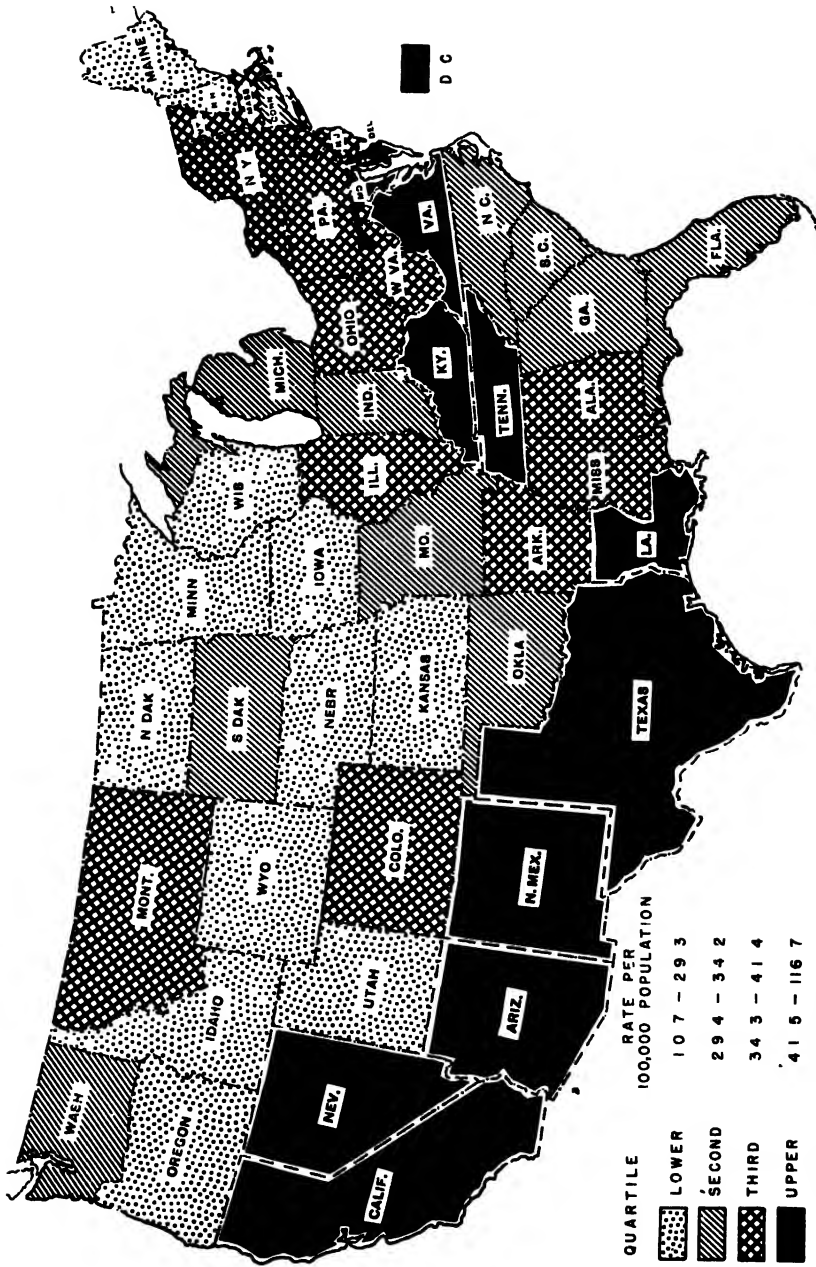 WASH
OREGON
CALIF.
NEV.
IDAHO
MONT.
WYO
UTAH
COLO.
ARIZ.
N. MEX.
N DAK
S DAK
NEBR
KANSAS
OKLA
TEXAS
MINN
IOWA
MO.
ARK.
LA.
WIS
ILL.
MICH.
IND.
OHIO
KY.
TENN.
MISS
ALA.
GA.
FLA.
S.C.
N C.
VA.
W VA.
PA.
N Y
MAINE
N H
MASS
CONN
N J
DEL
MD
D C
QUARTILE
RATE PER
100,000 POPULATION
LOWER 10 7 – 29 3
'SECOND 29 4 – 34 2
THIRD 34 3 – 41 4
UPPER '41 5 – 116 7